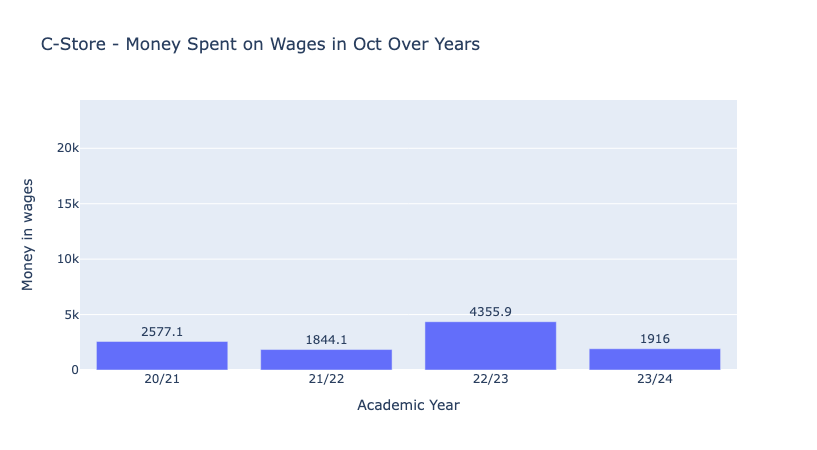 C-Store - Money Spent on Wages in Oct Over Years
Money in wages
20k
15k
10k
5k
0
2577.1
1844.1
4355.9
1916
20/21
21/22
22/23
23/24
Academic Year